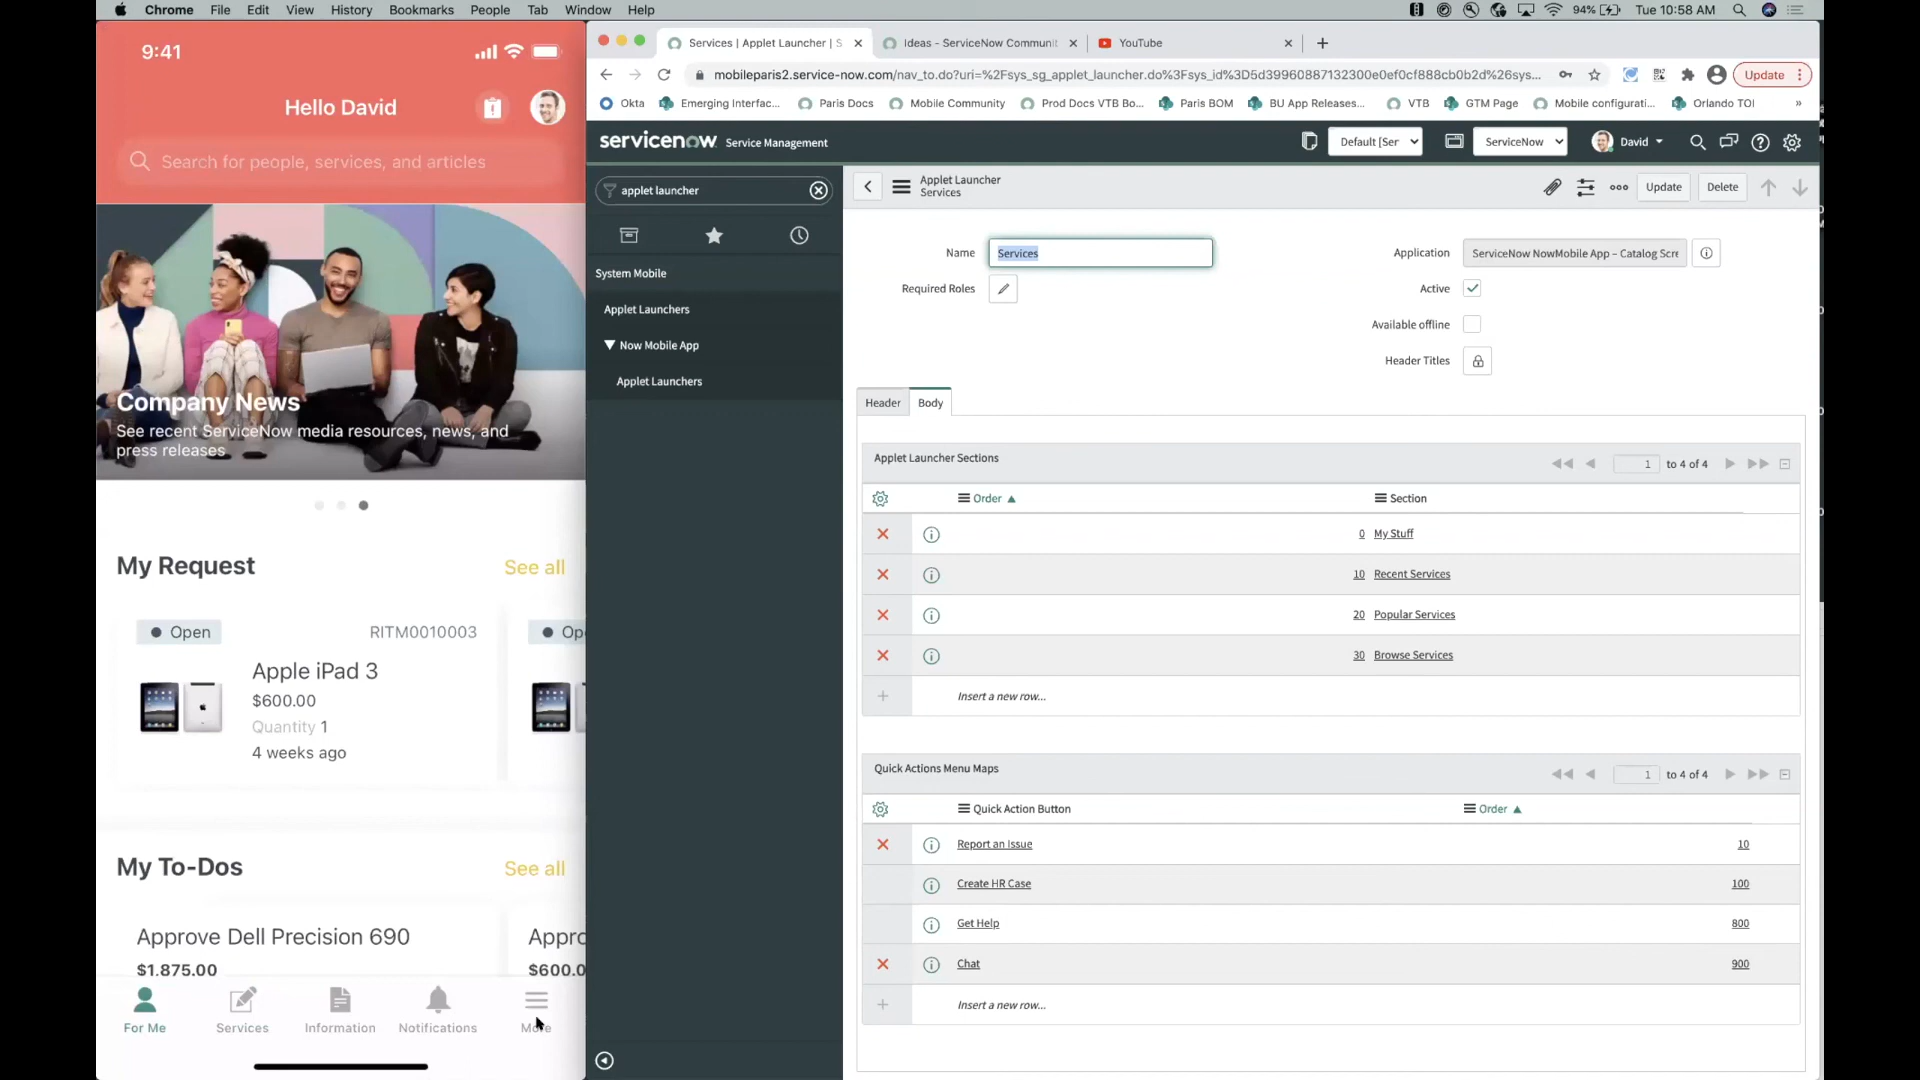 Chrome File Edit View History Bookmarks People Tab Window Help
94% Tue 10:58 AM
9:41
Hello David
Search for people, services, and articles
Company News
See recent ServiceNow media resources, news, and
press releases
My Request See all
Open RITM0010003
Apple iPad 3
$600.00
Quantity 1
4 weeks ago
My To-Dos See all
Approve Dell Precision 690
$1,875.00 $600.0
For Me Services Information Notifications More
Services | Applet Launcher | S Ideas - ServiceNow Communit YouTube
mobileparis2.service-now.com/nav_to.do?uri=%2Fsys_sg_applet_launcher.do%3Fsys_id%3D5d39960887132300e0ef0cf888cb0b2d%26sys... Update
Okta Emerging Interfac... Paris Docs Mobile Community Prod Docs VTB Bo... Paris BOM BU App Releases... VTB GTM Page Mobile configurati... Orlando TOI »
servicenow Service Management Default [Ser ServiceNow David
applet launcher
System Mobile
Applet Launchers
Now Mobile App
Applet Launchers
Applet Launcher
Services
Update Delete
Name Services
Required Roles
Application ServiceNow NowMobile App – Catalog Scre
Active
Available offline
Header Titles
Header Body
Applet Launcher Sections 1 to 4 of 4
Order Section
0 My Stuff
10 Recent Services
20 Popular Services
30 Browse Services
Insert a new row...
Quick Actions Menu Maps 1 to 4 of 4
Quick Action Button Order
Report an Issue 10
Create HR Case 100
Get Help 800
Chat 900
Insert a new row...